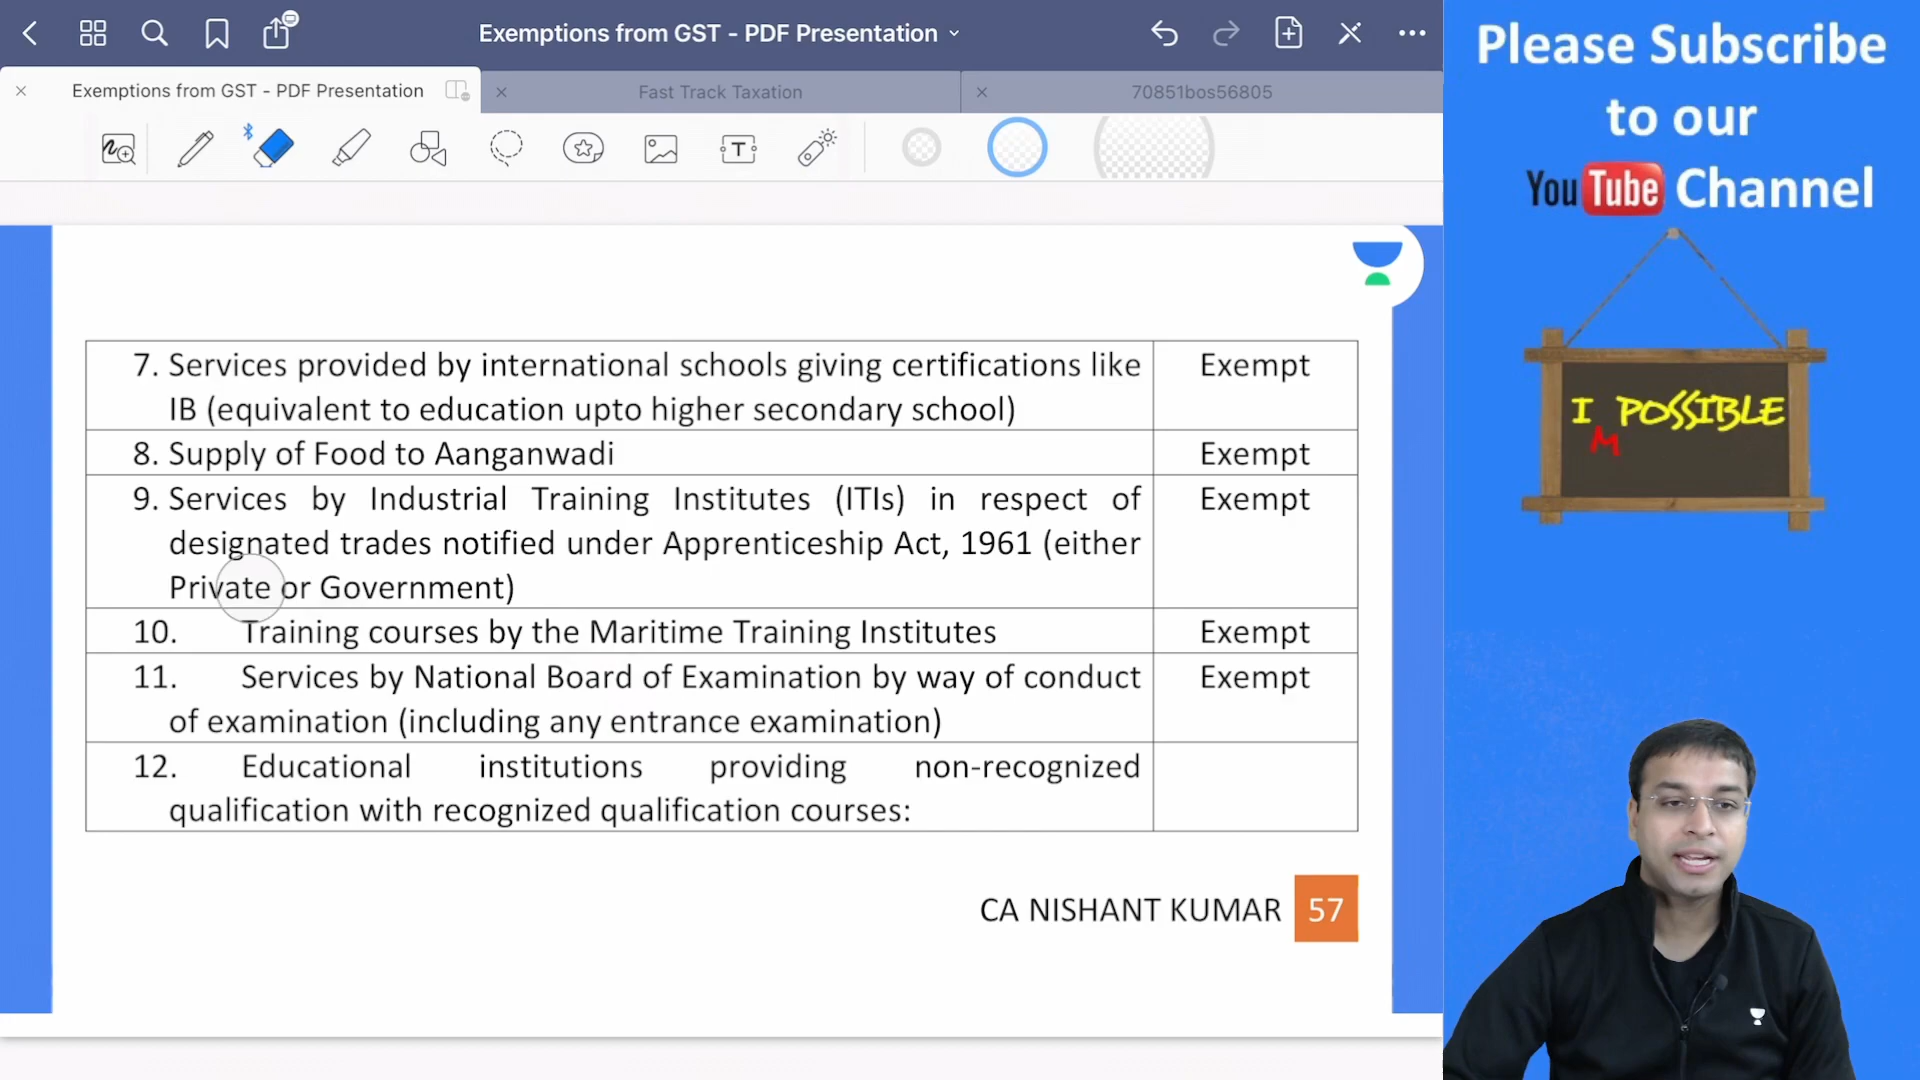 Exemptions from GST - PDF Presentation
Exemptions from GST - PDF Presentation
Fast Track Taxation
70851bos56805
T
7. Services provided by international schools giving certifications like Exempt
IB (equivalent to education upto higher secondary school)
8. Supply of Food to Aanganwadi Exempt
9. Services by Industrial Training Institutes (ITIs) in respect of Exempt
designated trades notified under Apprenticeship Act, 1961 (either
Private or Government)
10. Training courses by the Maritime Training Institutes Exempt
11. Services by National Board of Examination by way of conduct Exempt
of examination (including any entrance examination)
12. Educational institutions providing non-recognized
qualification with recognized qualification courses:
CA NISHANT KUMAR 57
Please Subscribe
to our
YouTube Channel
I POSSIBLE
M